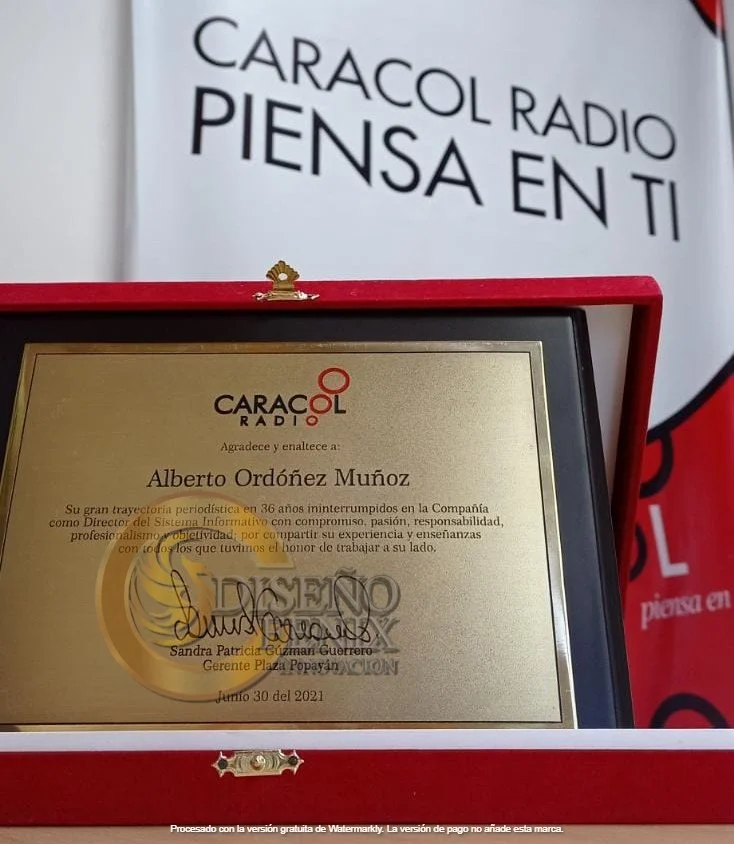 CARACOL RADIO
PIENSA EN TI
CARACOL
RADIO
Agradece y enaltece a:
Alberto Ordóñez Muñoz
Su gran trayectoria periodística en 36 años ininterrumpidos en la Compañía
como Director del Sistema Informativo con compromiso, pasión, responsabilidad,
profesionalismo y objetividad; por compartir su experiencia y enseñanzas
con todos los que tuvimos el honor de trabajar a su lado.
DISEÑO
FENIX
INNOVACION
Sandra Patricia Guzmán Guerrero
Gerente Plaza Popayán
Junio 30 del 2021
L
piensa en
Procesado con la versión gratuita de Watermarkly. La versión de pago no añade esta marca.